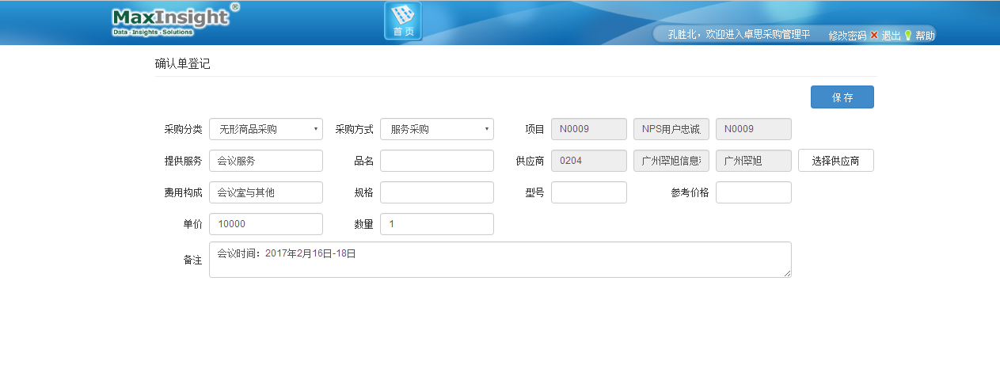 MaxInsight®
Data - Insights - Solutions
首 页
孔胜北，欢迎进入卓思采购管理平 修改密码 退出 帮助
确认单登记
保 存
采购分类 无形商品采购 采购方式 服务采购 项目 N0009 NPS用户忠诚 N0009
提供服务 会议服务 品名 供应商 0204 广州翠旭信息 广州翠旭 选择供应商
费用构成 会议室与其他 规格 型号 参考价格
单价 10000 数量 1
备注 会议时间：2017年2月16日-18日